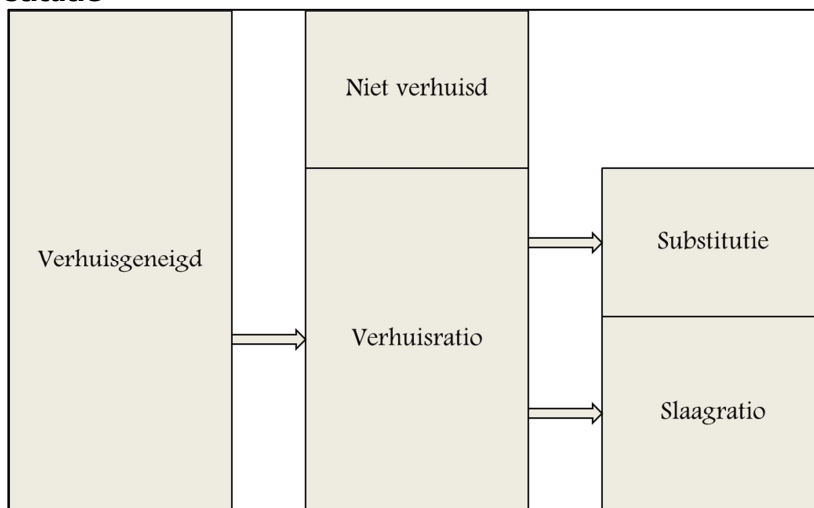 Niet verhuisd
Verhuisgeneigd
Substitutie
Verhuisratio
Slaagratio